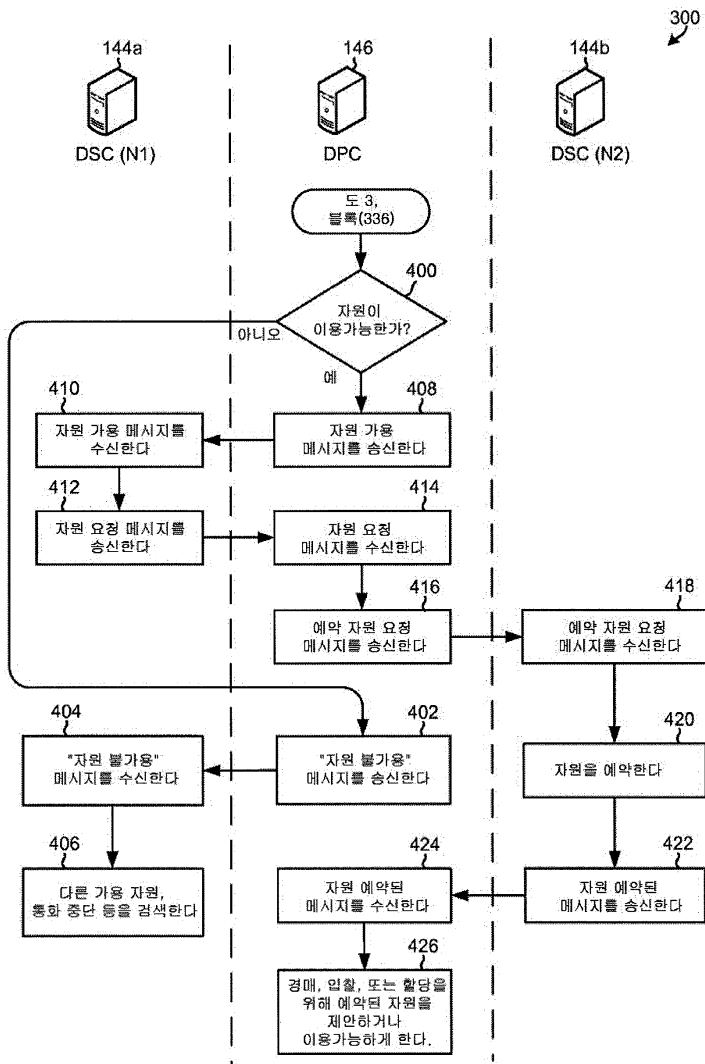 300
144a
146
144b
DSC (N1)
DPC
DSC (N2)
도 3,
블록(336)
400
자원이
이용가능한가?
아니오
예
410
자원 가용 메시지를
수신한다
408
자원 가용
메시지를 송신한다
412
자원 요청 메시지를
송신한다
414
자원 요청
메시지를 수신한다
416
예약 자원 요청
메시지를 송신한다
418
예약 자원 요청
메시지를 수신한다
404
"자원 불가용"
메시지를 수신한다
402
"자원 불가용"
메시지를 송신한다
420
자원을 예약한다
406
다른 가용 자원,
통화 중단 등을 검색한다
424
자원 예약된
메시지를 수신한다
422
자원 예약된
메시지를 송신한다
426
경매, 입찰, 또는 할당을
위해 예약된 자원을
제안하거나
이용가능하게 한다.